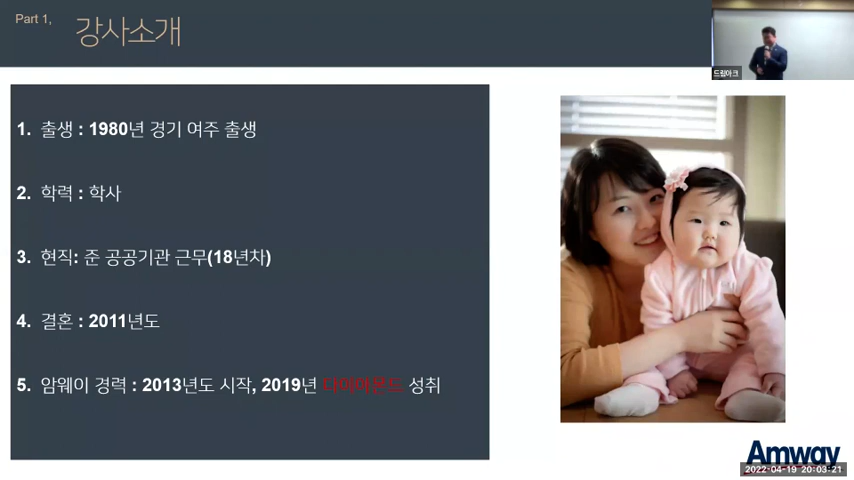 Part 1,
강사소개
드림아크
1. 출생 : 1980년 경기 여주 출생
2. 학력 : 학사
3. 현직: 준 공공기관 근무(18년차)
4. 결혼 : 2011년도
5. 암웨이 경력 : 2013년도 시작, 2019년 다이아몬드 성취
Amway
2022-04-19 20:03:21